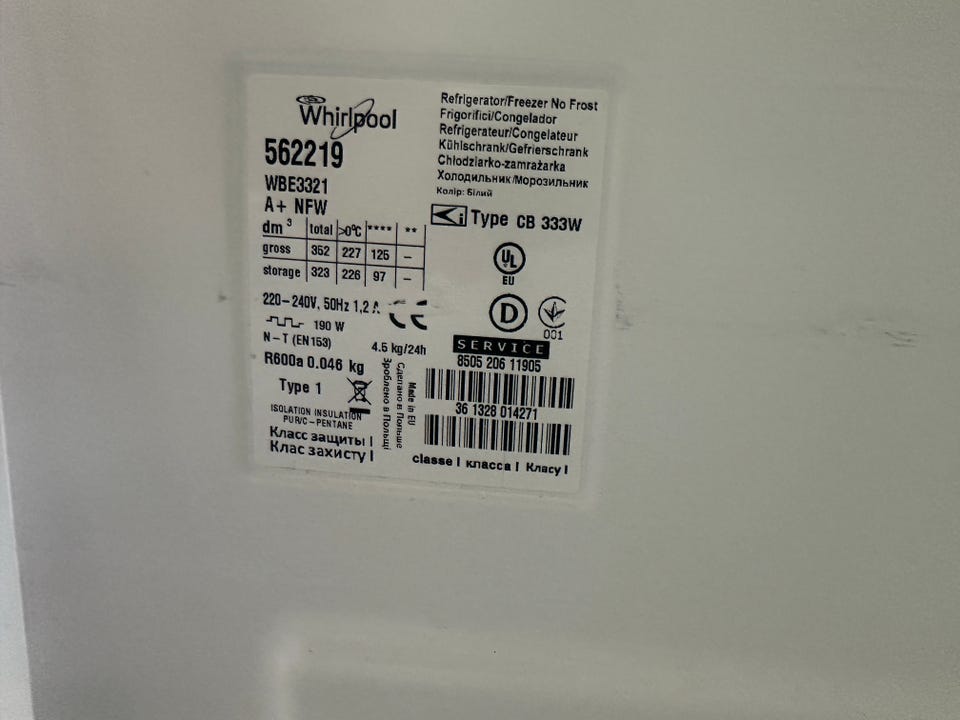 Whirlpool
562219
WBE3321
A+ NFW
dm³ total >0°C **** **
gross 352 227 125 –
storage 323 226 97 –
220–240V, 50Hz 1,2 A
190 W
N–T (EN153)
4.5 kg/24h
R600a 0.046 kg
Type 1
ISOLATION INSULATION
PUR/C-PENTANE
Класс защиты I
Клас захисту I
Зроблено в Польщі
Сделано в Польше
Made in EU
Refrigerator/Freezer No Frost
Frigorifici/Congelador
Refrigerateur/Congelateur
Kühlschrank/Gefrierschrank
Chłodziarko-zamrażarka
Холодильник/Морозильник
Колір: Білий
Type CB 333W
UL
EU
D
001
CE
SERVICE
8505 206 11905
36 1328 014271
classe I класса I Класу I